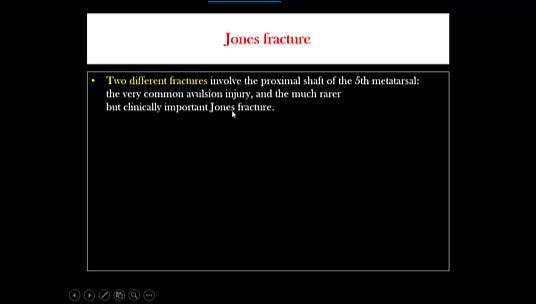 Jones fracture
• Two different fractures involve the proximal shaft of the 5th metatarsal:
the very common avulsion injury, and the much rarer
but clinically important Jones fracture.